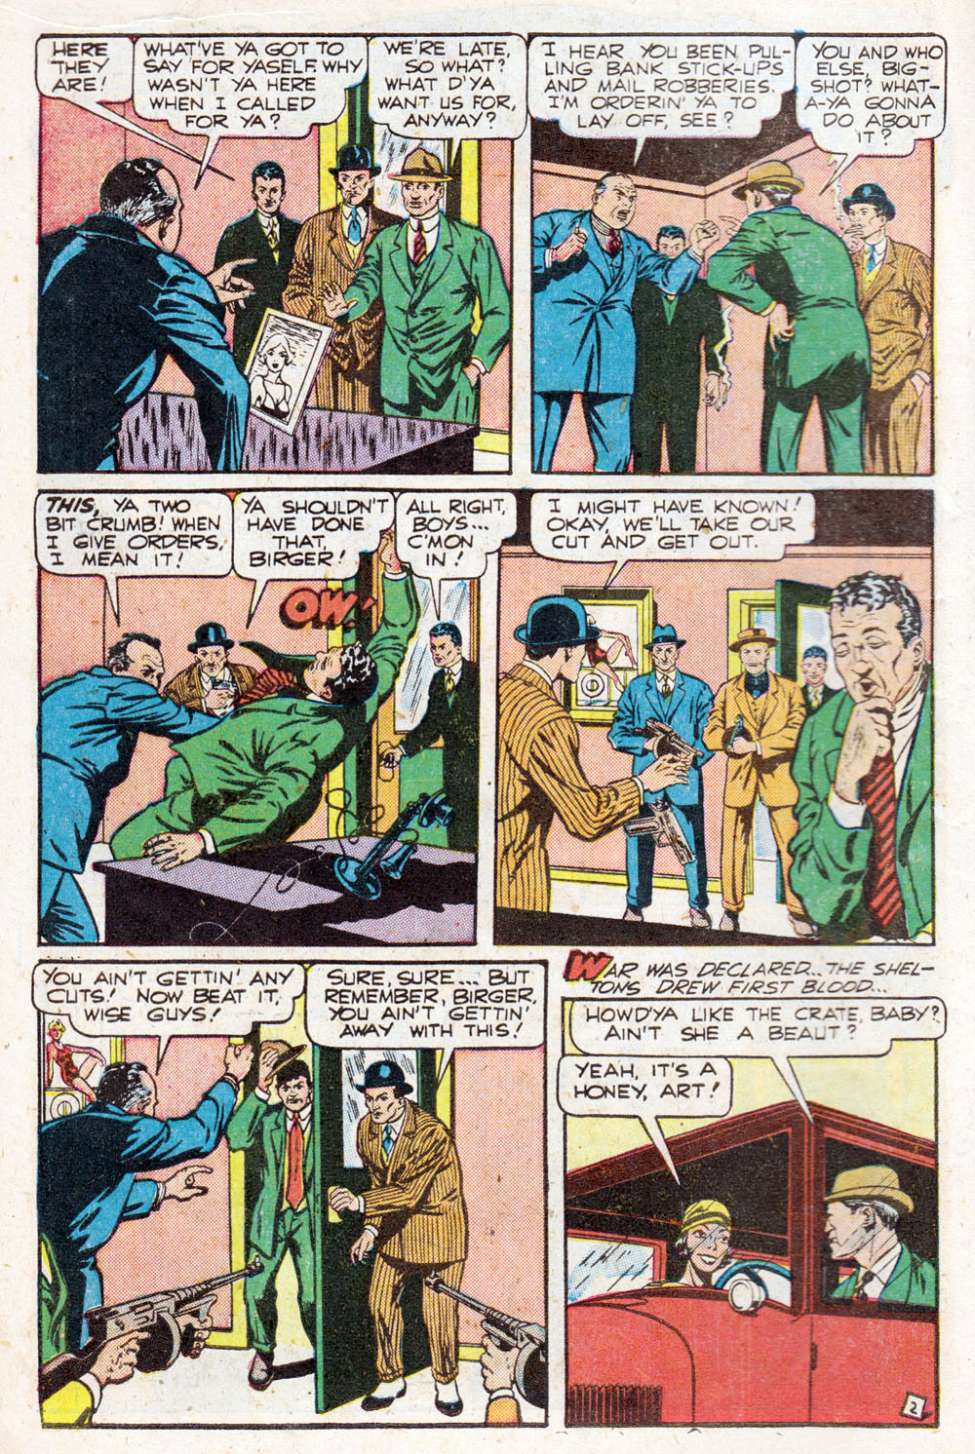 HERE
THEY
ARE!
WHAT'VE YA GOT TO
SAY FOR YASELF. WHY
WASN'T YA HERE
WHEN I CALLED
FOR YA?
WE'RE LATE,
SO WHAT?
WHAT D'YA
WANT US FOR,
ANYWAY?
I HEAR YOU BEEN PUL-
LING BANK STICK-UPS
AND MAIL ROBBERIES.
I'M ORDERIN' YA TO
LAY OFF, SEE?
YOU AND WHO
ELSE, BIG-
SHOT? WHAT-
A-YA GONNA
DO ABOUT
IT?
THIS, YA TWO
BIT CRUMB! WHEN
I GIVE ORDERS,
I MEAN IT!
YA SHOULDN'T
HAVE DONE
THAT,
BIRGER!
OW!
ALL RIGHT,
BOYS...
C'MON
IN!
I MIGHT HAVE KNOWN!
OKAY, WE'LL TAKE OUR
CUT AND GET OUT.
YOU AIN'T GETTIN' ANY
CUTS! NOW BEAT IT,
WISE GUYS!
SURE, SURE... BUT
REMEMBER, BIRGER,
YOU AIN'T GETTIN'
AWAY WITH THIS!
WAR WAS DECLARED... THE SHEL-
TONS DREW FIRST BLOOD...
HOWD'YA LIKE THE CRATE, BABY?
AIN'T SHE A BEAUT?
YEAH, IT'S A
HONEY, ART!
2